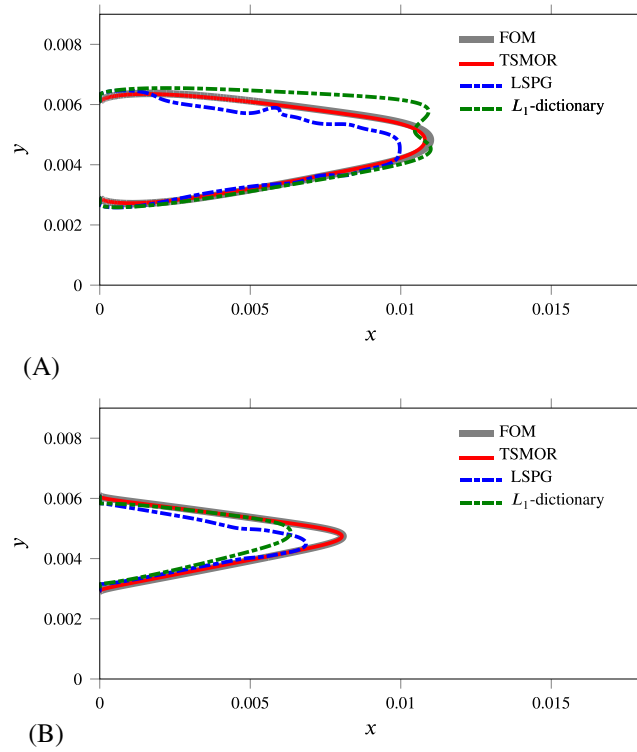 0.008
0.006
0.004
0.002
0
y
FOM
TSMOR
LSPG
L₁-dictionary
0
0.005
0.01
0.015
x
(A)
0.008
0.006
0.004
0.002
0
y
FOM
TSMOR
LSPG
L₁-dictionary
0
0.005
0.01
0.015
x
(B)